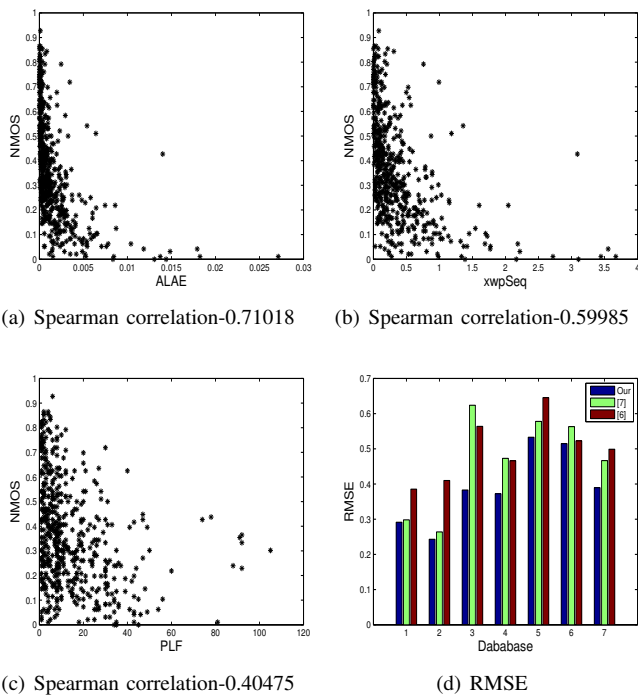 1
0.9
0.8
0.7
0.6
0.5
0.4
0.3
0.2
0.1
0
NMOS
0 0.005 0.01 0.015 0.02 0.025 0.03
ALAE
(a) Spearman correlation-0.71018
1
0.9
0.8
0.7
0.6
0.5
0.4
0.3
0.2
0.1
0
NMOS
0 0.5 1 1.5 2 2.5 3 3.5 4
xwpSeq
(b) Spearman correlation-0.59985
1
0.9
0.8
0.7
0.6
0.5
0.4
0.3
0.2
0.1
0
NMOS
0 20 40 60 80 100 120
PLF
(c) Spearman correlation-0.40475
0.7
0.6
0.5
0.4
0.3
0.2
0.1
0
RMSE
Our
[7]
[6]
1 2 3 4 5 6 7
Dababase
(d) RMSE